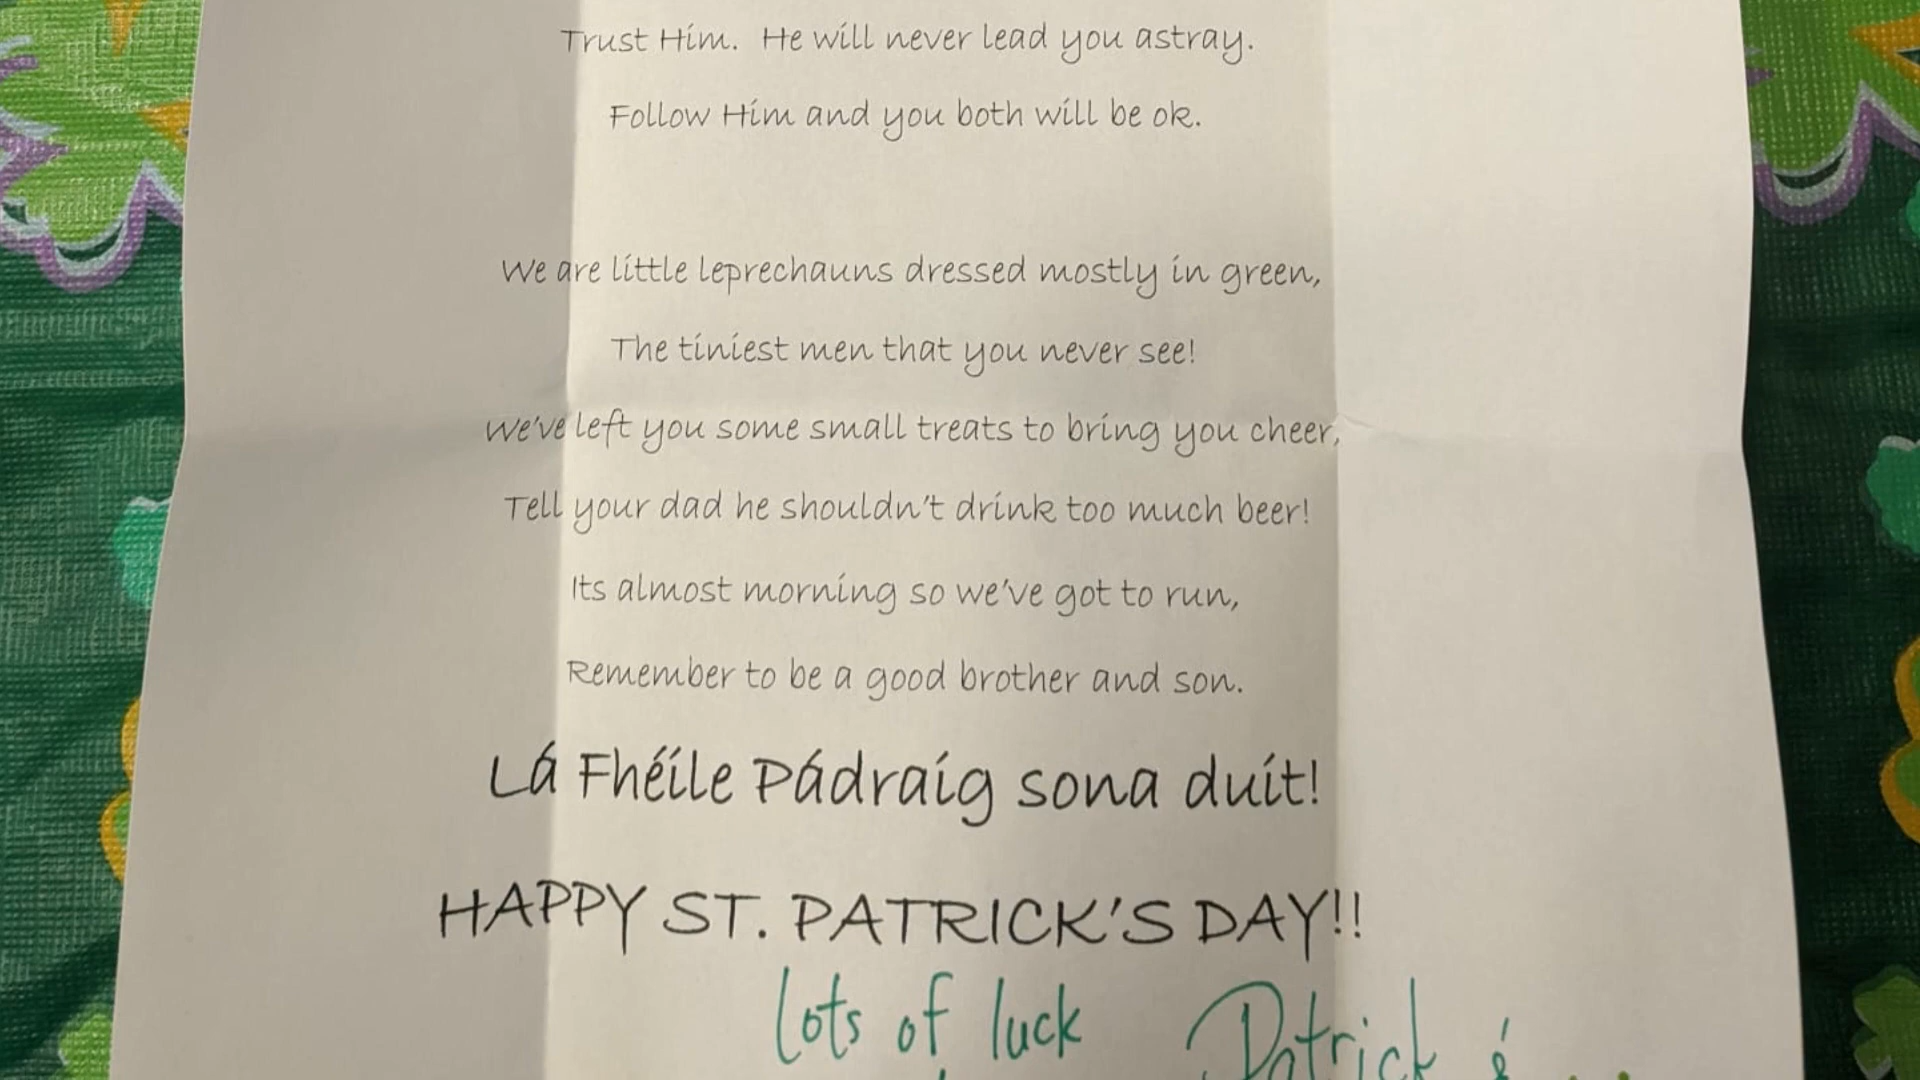 Trust Him. He will never lead you astray.
Follow Him and you both will be ok.
We are little leprechauns dressed mostly in green,
The tiniest men that you never see!
We've left you some small treats to bring you cheer,
Tell your dad he shouldn't drink too much beer!
Its almost morning so we've got to run,
Remember to be a good brother and son.
Lá Fhéile Pádraig sona duit!
HAPPY ST. PATRICK'S DAY!!
lots of luck Patrick &